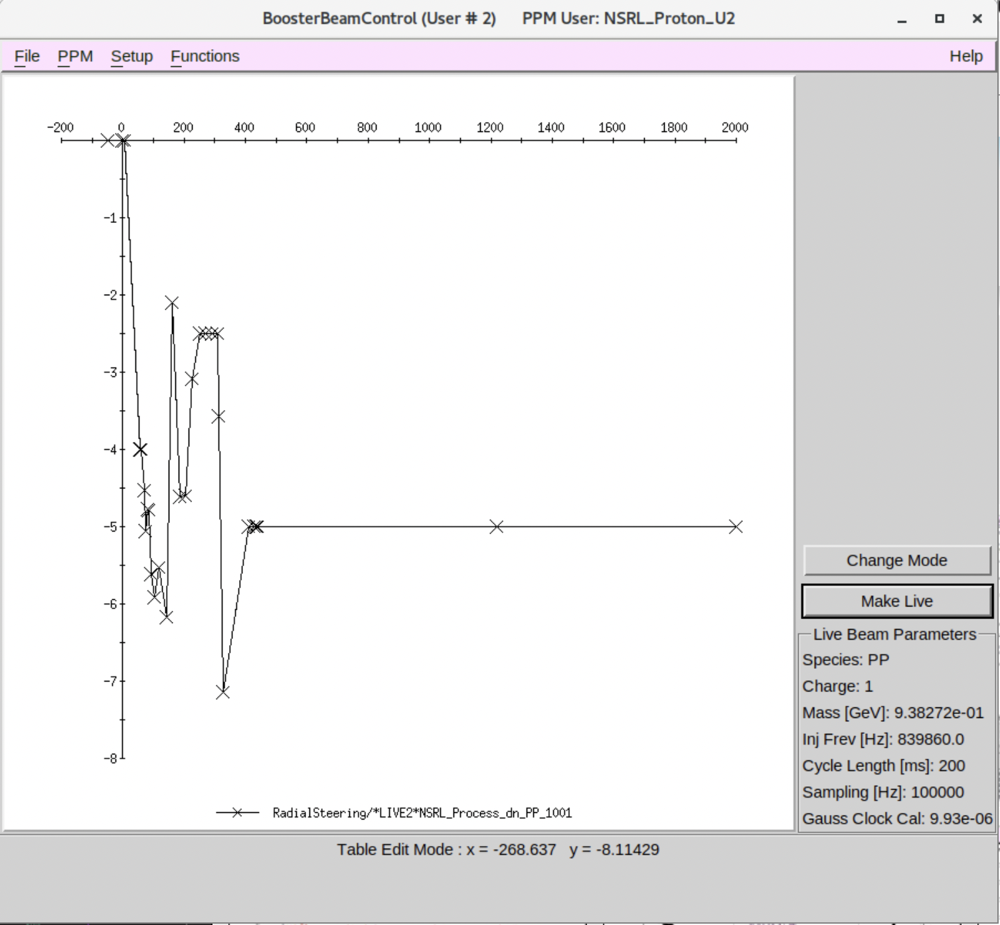 BoosterBeamControl (User # 2)    PPM User: NSRL_Proton_U2
File PPM Setup Functions Help
-200 0 200 400 600 800 1000 1200 1400 1600 1800 2000
-1
-2
-3
-4
-5
-6
-7
-8
RadialSteering/*LIVE2*NSRL_Process_dn_PP_1001
Change Mode
Make Live
Live Beam Parameters
Species: PP
Charge: 1
Mass [GeV]: 9.38272e-01
Inj Frev [Hz]: 839860.0
Cycle Length [ms]: 200
Sampling [Hz]: 100000
Gauss Clock Cal: 9.93e-06
Table Edit Mode : x = -268.637   y = -8.11429